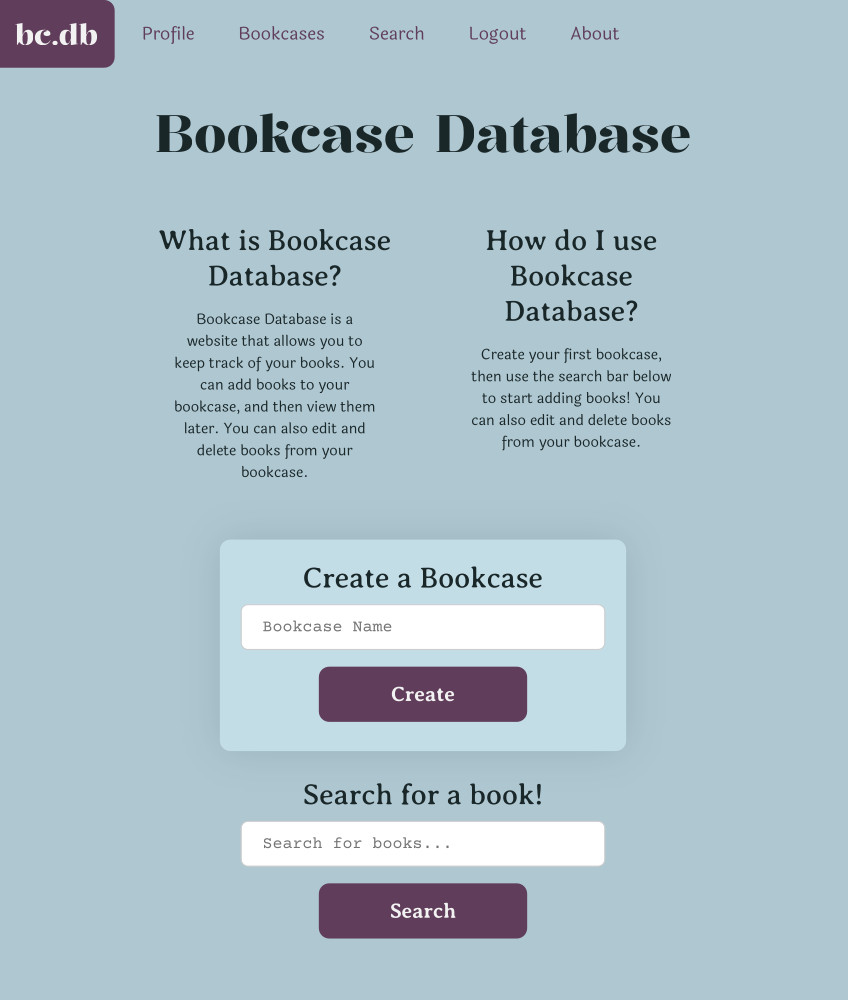 bc.db
Profile
Bookcases
Search
Logout
About
Bookcase Database
What is Bookcase
Database?
Bookcase Database is a
website that allows you to
keep track of your books. You
can add books to your
bookcase, and then view them
later. You can also edit and
delete books from your
bookcase.
How do I use
Bookcase
Database?
Create your first bookcase,
then use the search bar below
to start adding books! You
can also edit and delete books
from your bookcase.
Create a Bookcase
Bookcase Name
Create
Search for a book!
Search for books...
Search